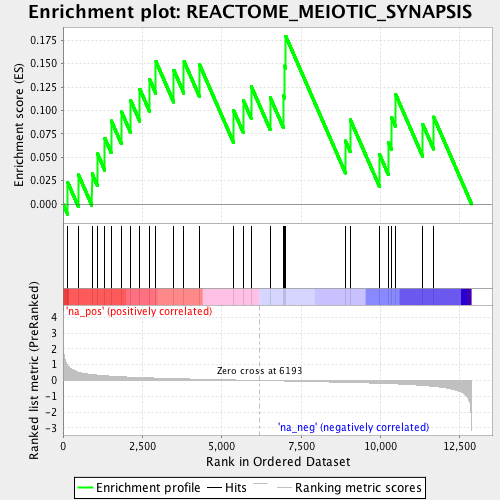 Enrichment plot: REACTOME_MEIOTIC_SYNAPSIS
Enrichment score (ES)
0.175
0.150
0.125
0.100
0.075
0.050
0.025
0.000
'na_pos' (positively correlated)
Ranked list metric (PreRanked)
4
3
2
1
0
-1
-2
-3
Zero cross at 6193
'na_neg' (negatively correlated)
0
2,500
5,000
7,500
10,000
12,500
Rank in Ordered Dataset
Enrichment profile
Hits
Ranking metric scores